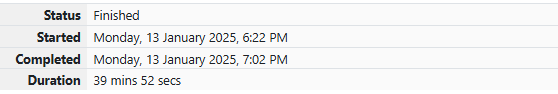 Status Finished
Started Monday, 13 January 2025, 6:22 PM
Completed Monday, 13 January 2025, 7:02 PM
Duration 39 mins 52 secs